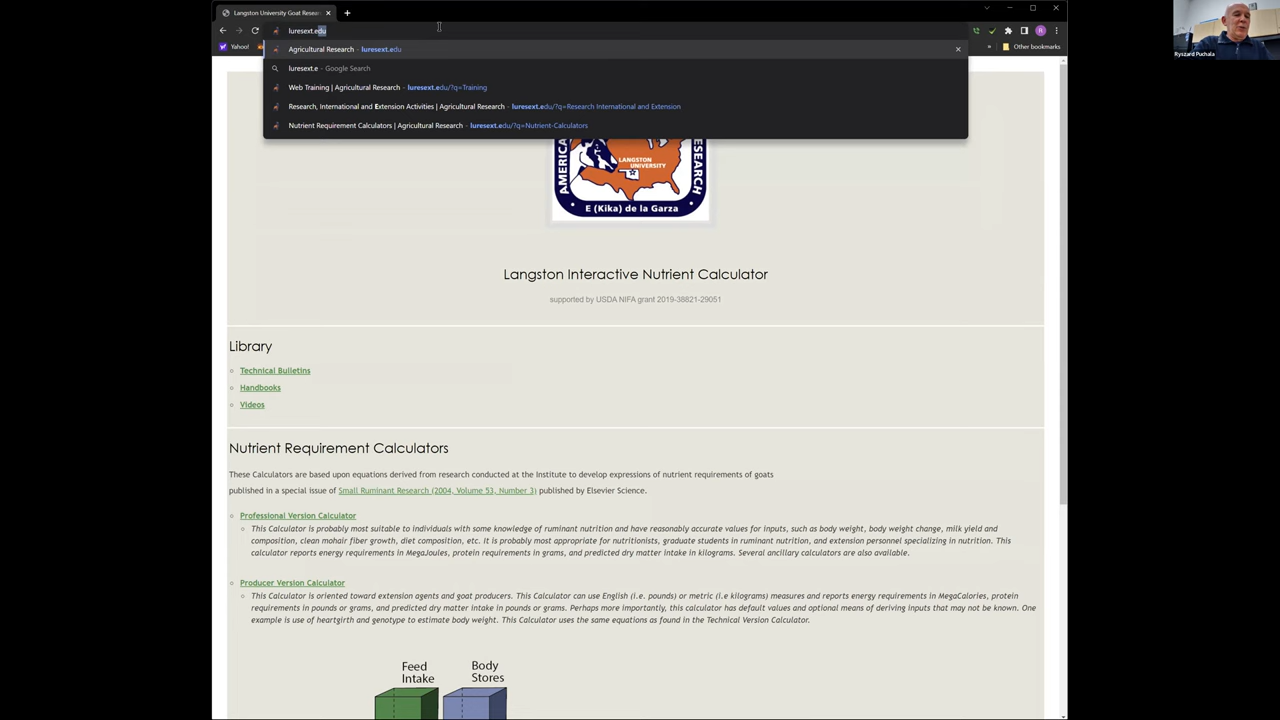 Langston University Goat Resear
luresext.edu
Yahoo!
Other bookmarks
R
Ryszard Puchala
Agricultural Research - luresext.edu
luresext.e - Google Search
Web Training | Agricultural Research - luresext.edu/?q=Training
Research, International and Extension Activities | Agricultural Research - luresext.edu/?q=Research International and Extension
Nutrient Requirement Calculators | Agricultural Research - luresext.edu/?q=Nutrient-Calculators
AMERICA
RESEARCH
LANGSTON
UNIVERSITY
E (Kika) de la Garza
Langston Interactive Nutrient Calculator
supported by USDA NIFA grant 2019-38821-29051
Library
Technical Bulletins
Handbooks
Videos
Nutrient Requirement Calculators
These Calculators are based upon equations derived from research conducted at the Institute to develop expressions of nutrient requirements of goats
published in a special issue of Small Ruminant Research (2004, Volume 53, Number 3) published by Elsevier Science.
Professional Version Calculator
This Calculator is probably most suitable to individuals with some knowledge of ruminant nutrition and have reasonably accurate values for inputs, such as body weight, body weight change, milk yield and
composition, clean mohair fiber growth, diet composition, etc. It is probably most appropriate for nutritionists, graduate students in ruminant nutrition, and extension personnel specializing in nutrition. This
calculator reports energy requirements in MegaJoules, protein requirements in grams, and predicted dry matter intake in kilograms. Several ancillary calculators are also available.
Producer Version Calculator
This Calculator is oriented toward extension agents and goat producers. This Calculator can use English (i.e. pounds) or metric (i.e kilograms) measures and reports energy requirements in MegaCalories, protein
requirements in pounds or grams, and predicted dry matter intake in pounds or grams. Perhaps more importantly, this calculator has default values and optional means of deriving inputs that may not be known. One
example is use of heartgirth and genotype to estimate body weight. This Calculator uses the same equations as found in the Technical Version Calculator.
Feed
Intake
Body
Stores